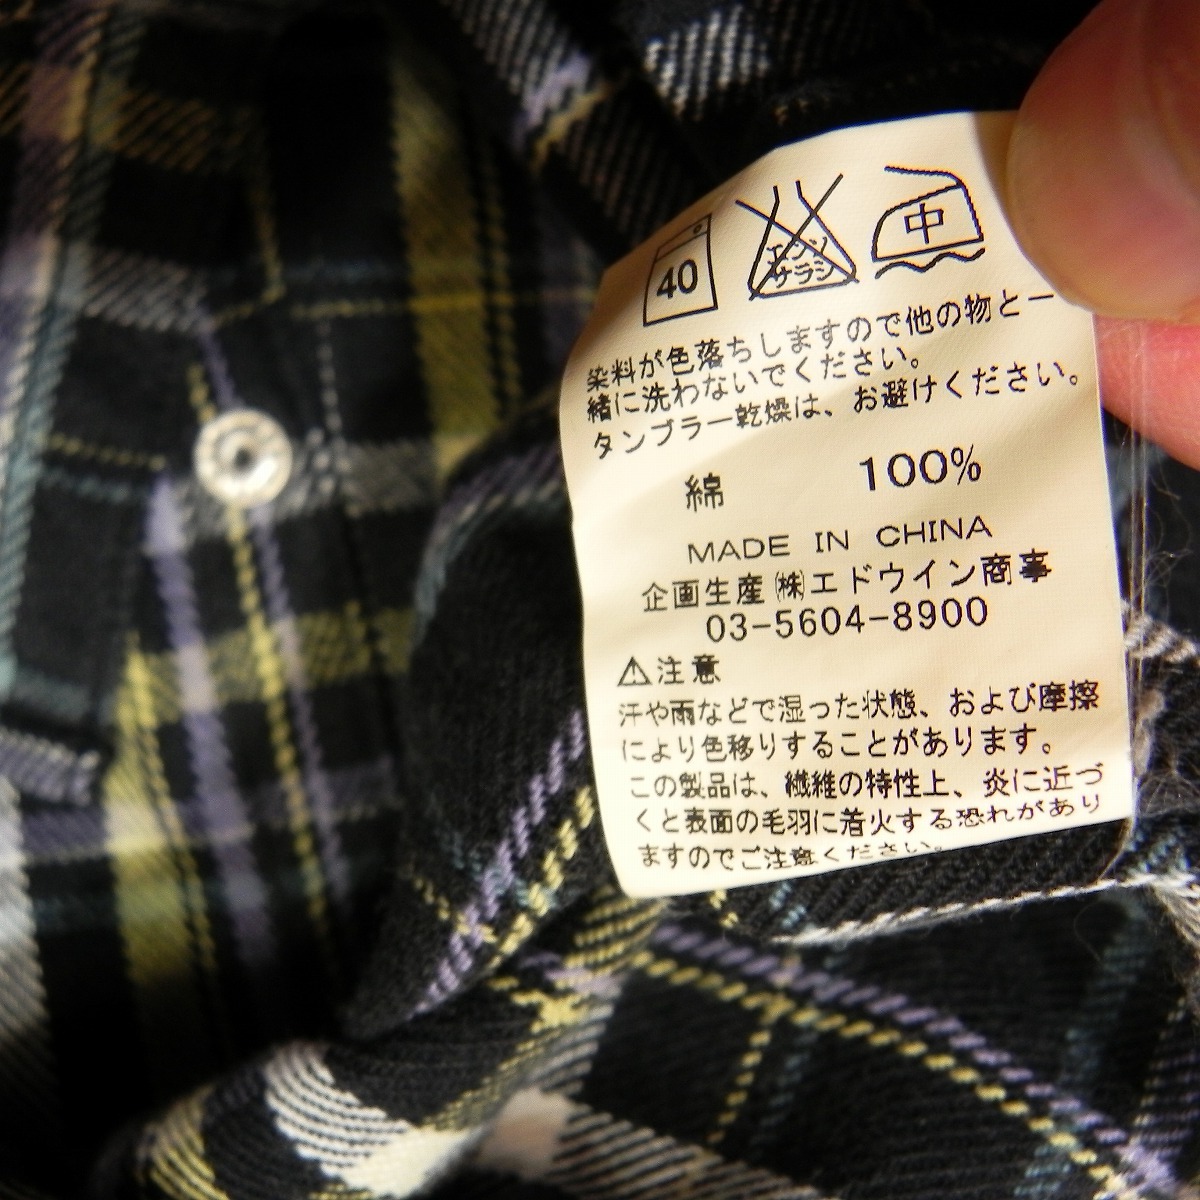 40
エンソ
サラシ
中
染料が色落ちしますので他の物と一
緒に洗わないでください。
タンブラー乾燥は、お避けください。
綿 100%
MADE IN CHINA
企画生産㈱エドウイン商事
03-5604-8900
⚠注意
汗や雨などで湿った状態、および摩擦
により色移りすることがあります。
この製品は、繊維の特性上、炎に近づ
くと表面の毛羽に着火する恐れがあり
ますのでご注意ください。